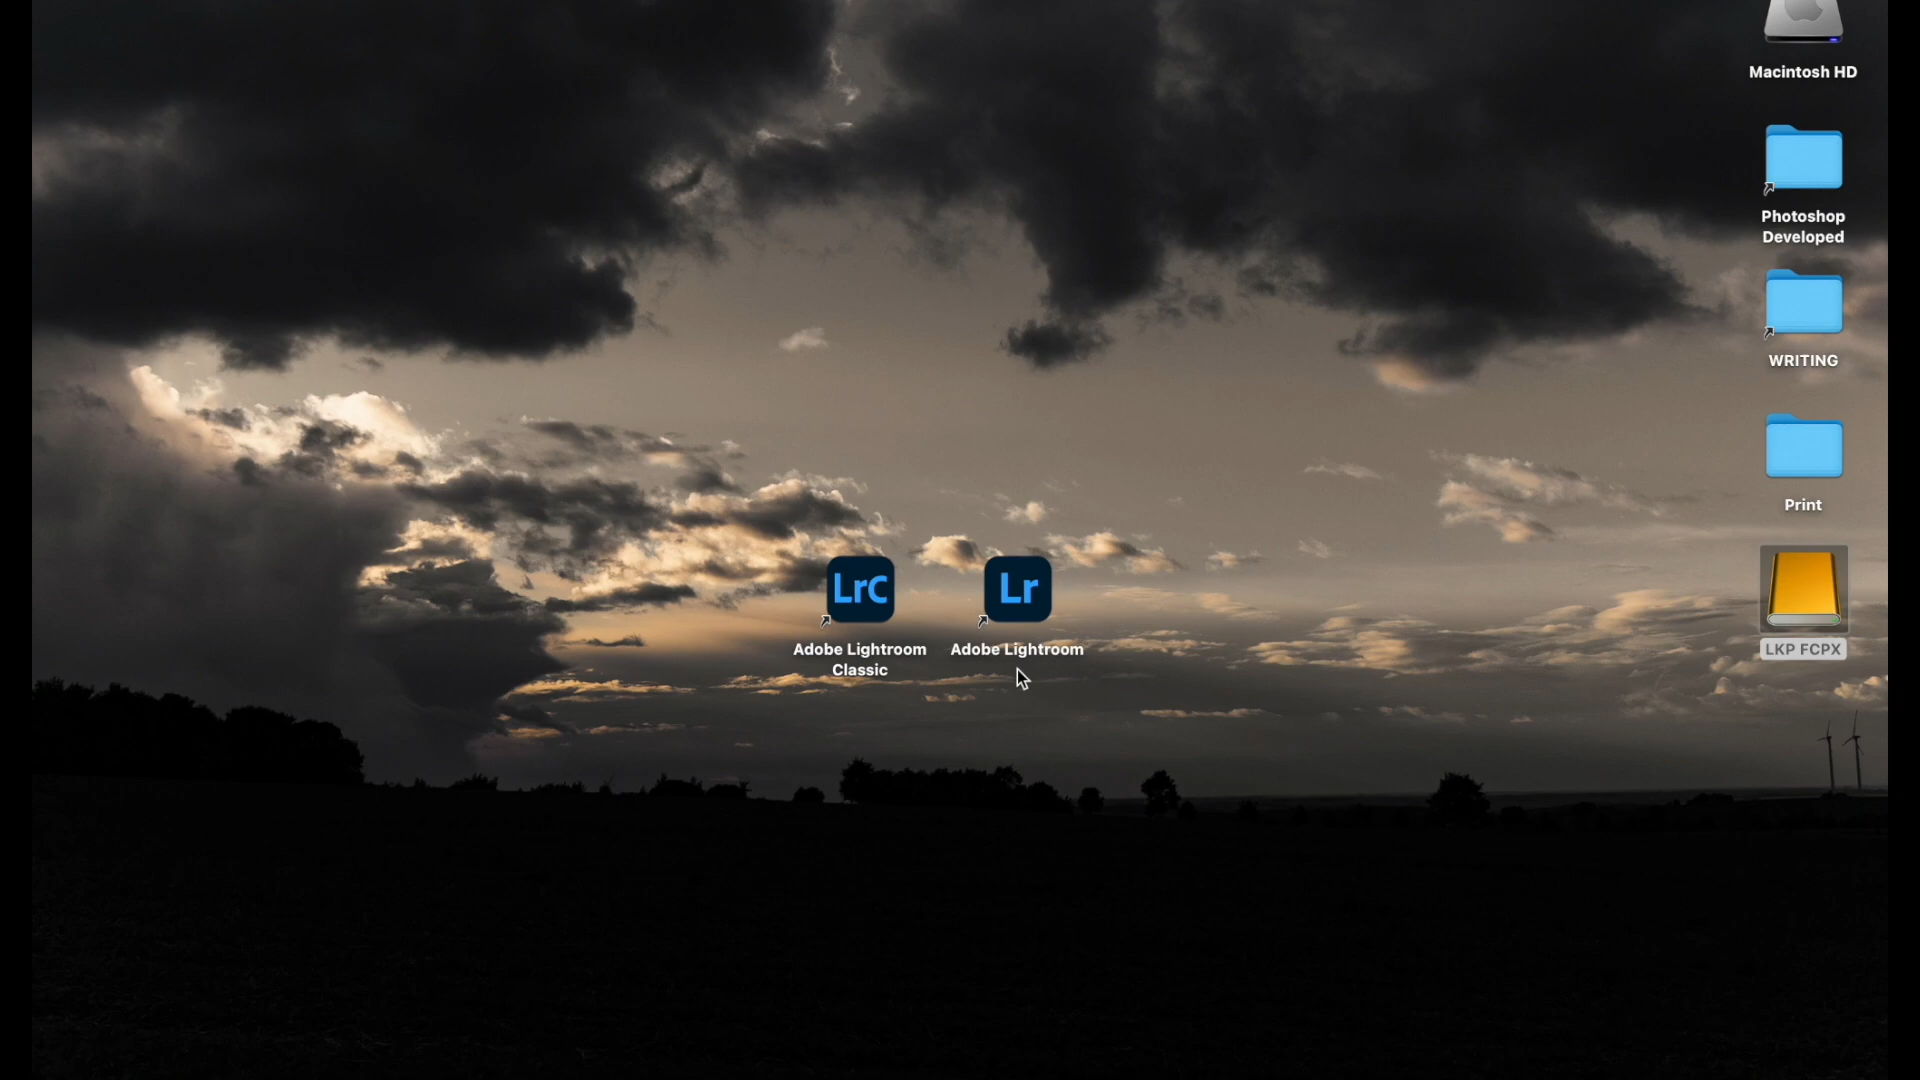 Macintosh HD
Photoshop
Developed
WRITING
Print
LrC
Lr
Adobe Lightroom
Classic
Adobe Lightroom
LKP FCPX